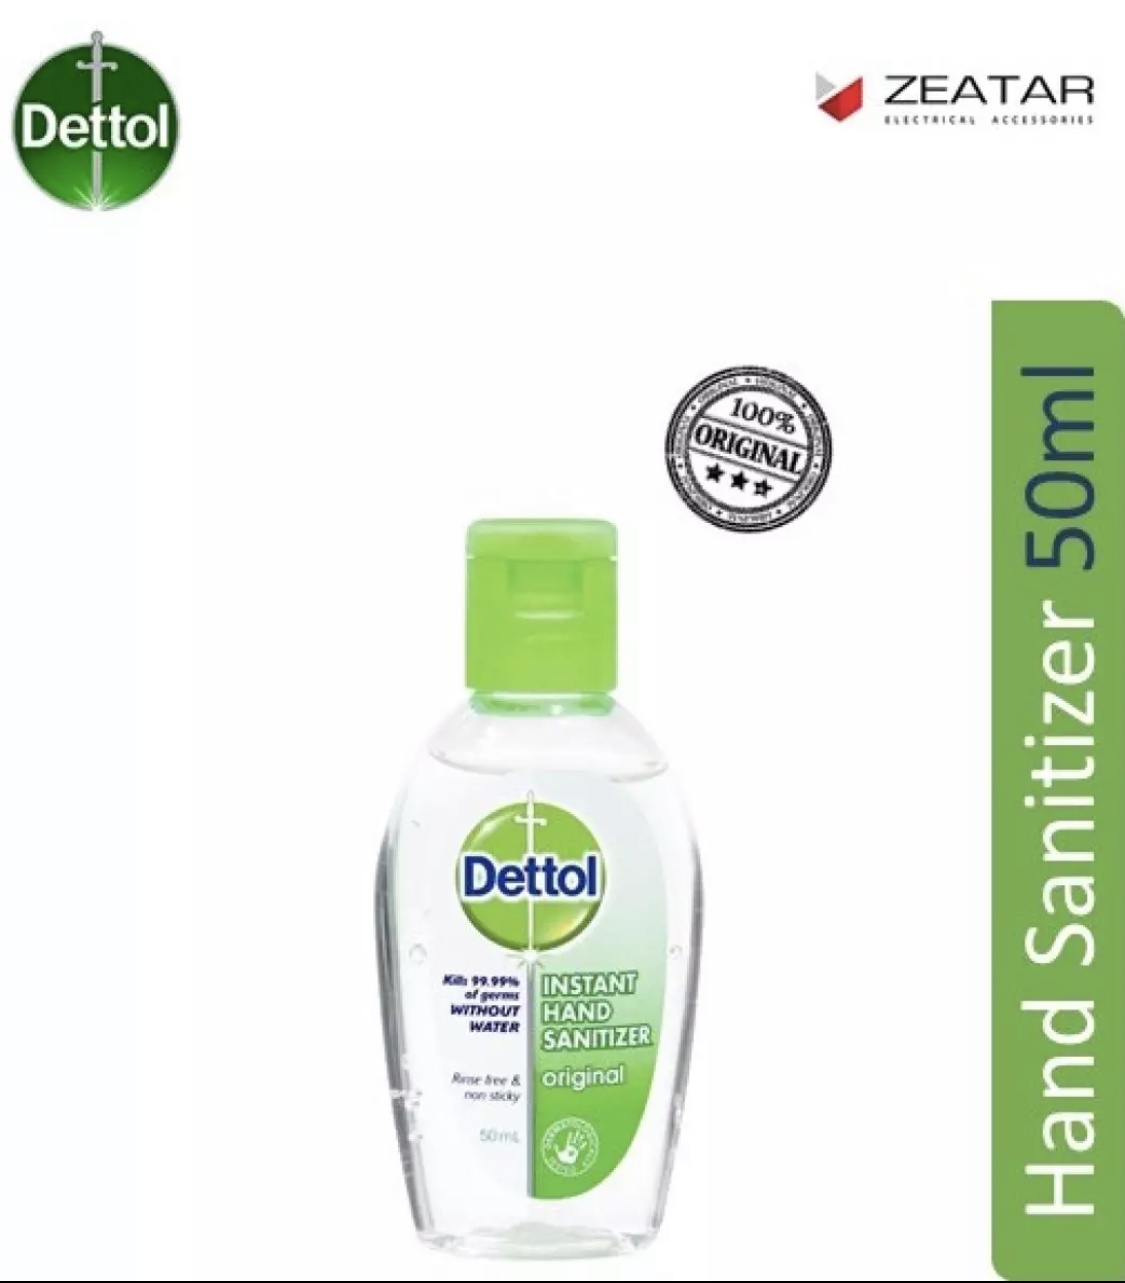 Dettol
ZEATAR
ELECTRICAL ACCESSORIES
100%
ORIGINAL
Hand Sanitizer 50ml
Dettol
Kills 99.99%
of germs
WITHOUT
WATER
Rinse free &
non sticky
50mL
INSTANT
HAND
SANITIZER
original